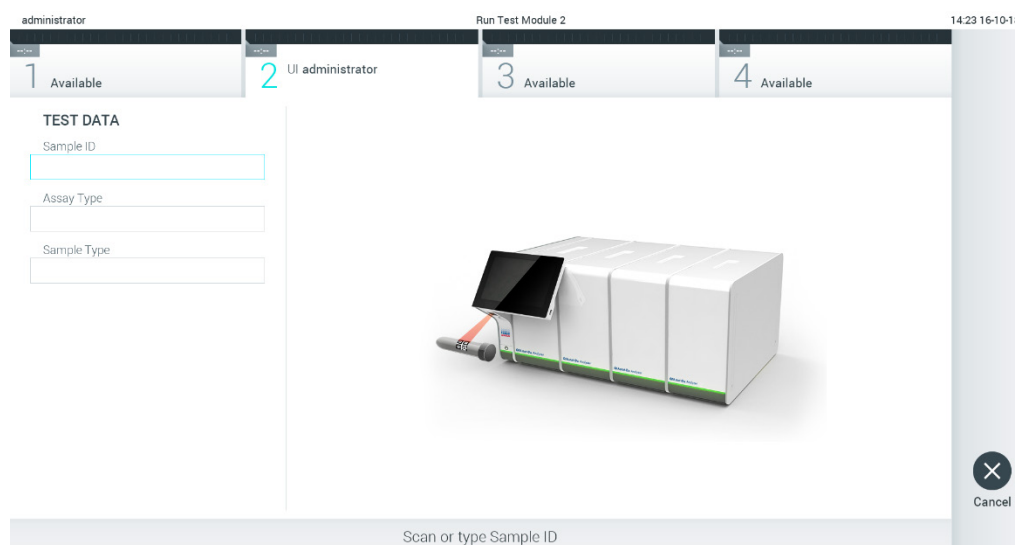 administrator
Run Test Module 2
14:23 16-10-1
--:--
--:--
--:--
--:--
1 Available
2 UI administrator
3 Available
4 Available
TEST DATA
Sample ID
Assay Type
Sample Type
Cancel
Scan or type Sample ID